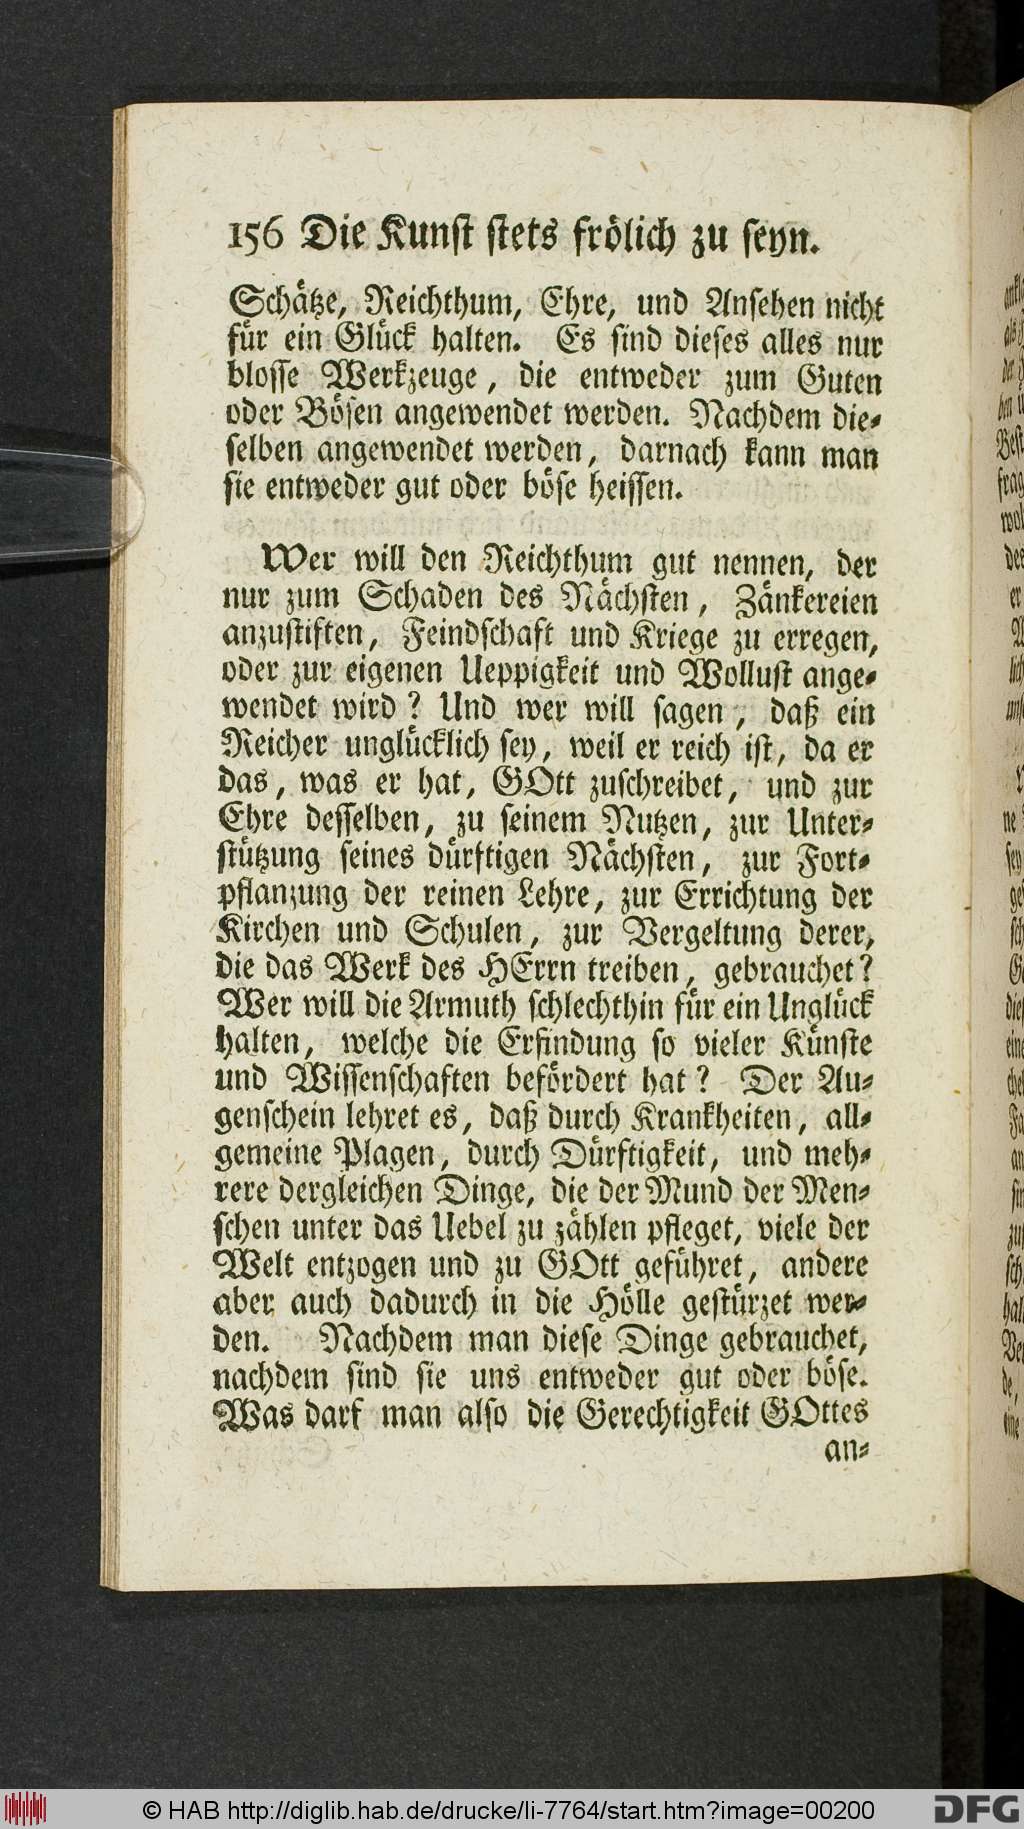 156 Die Kunst stets frölich zu seyn.
Schätze, Reichthum, Ehre, und Ansehen nicht
für ein Glück halten. Es sind dieses alles nur
blosse Werkzeuge, die entweder zum Guten
oder Bösen angewendet werden. Nachdem die-
selben angewendet werden, darnach kann man
sie entweder gut oder böse heissen.
Wer will den Reichthum gut nennen, der
nur zum Schaden des Nächsten, Zänkereien
anzustiften, Feindschaft und Kriege zu erregen,
oder zur eigenen Ueppigkeit und Wollust ange-
wendet wird? Und wer will sagen, daß ein
Reicher unglücklich sey, weil er reich ist, da er
das, was er hat, GOtt zuschreibet, und zur
Ehre desselben, zu seinem Nutzen, zur Unter-
stützung seines dürftigen Nächsten, zur Fort-
pflanzung der reinen Lehre, zur Errichtung der
Kirchen und Schulen, zur Vergeltung derer,
die das Werk des HErrn treiben, gebrauchet?
Wer will die Armuth schlechthin für ein Unglück
halten, welche die Erfindung so vieler Künste
und Wissenschaften befördert hat? Der Au-
genschein lehret es, daß durch Krankheiten, all-
gemeine Plagen, durch Dürftigkeit, und meh-
rere dergleichen Dinge, die der Mund der Men-
schen unter das Uebel zu zählen pfleget, viele der
Welt entzogen und zu GOtt geführet, andere
aber auch dadurch in die Hölle gestürzet wer-
den. Nachdem man diese Dinge gebrauchet,
nachdem sind sie uns entweder gut oder böse.
Was darf man also die Gerechtigkeit GOttes
an-
© HAB http://diglib.hab.de/drucke/li-7764/start.htm?image=00200
DFG